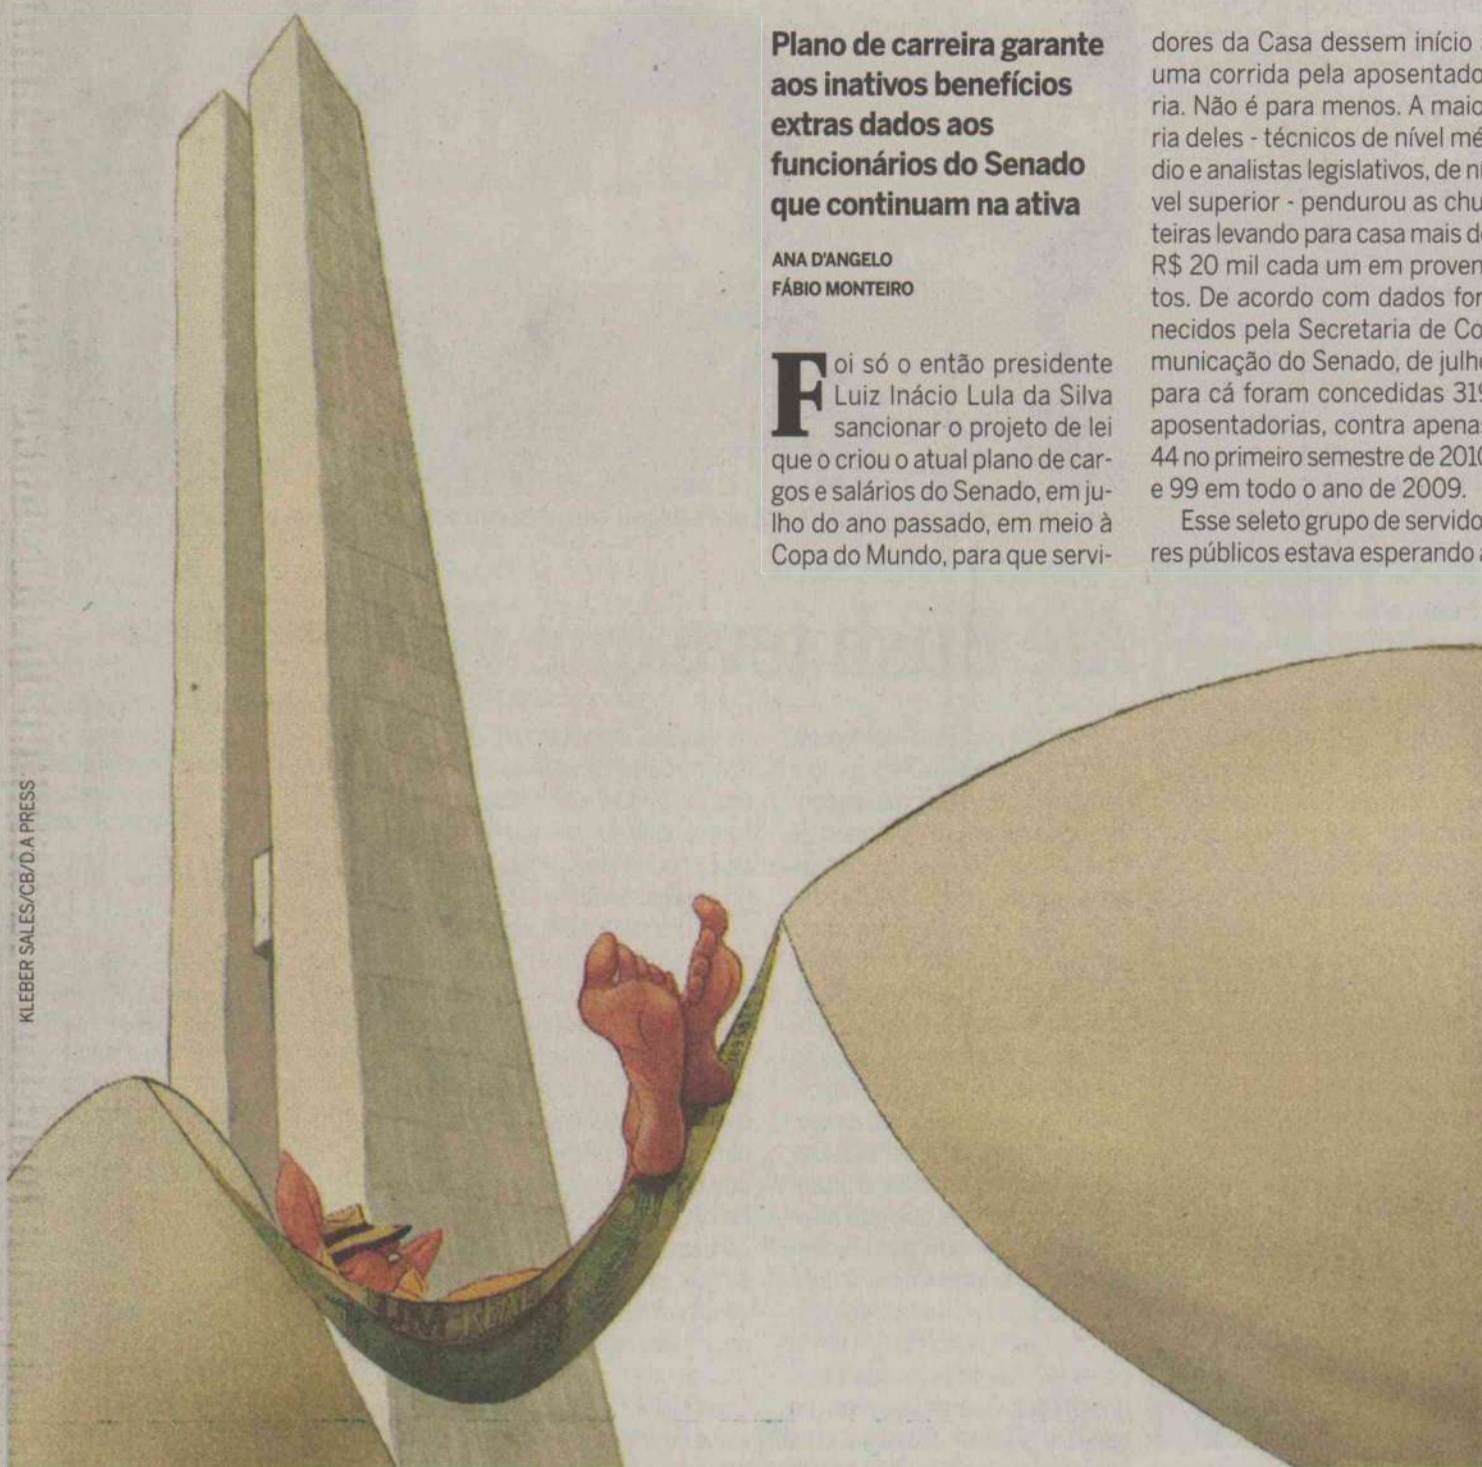 Plano de carreira garante
aos inativos benefícios
extras dados aos
funcionários do Senado
que continuam na ativa
ANA D'ANGELO
FÁBIO MONTEIRO
Foi só o então presidente
Luiz Inácio Lula da Silva
sancionar o projeto de lei
que o criou o atual plano de car-
gos e salários do Senado, em ju-
lho do ano passado, em meio à
Copa do Mundo, para que servi-
dores da Casa dessem início a
uma corrida pela aposentado-
ria. Não é para menos. A maio-
ria deles - técnicos de nível mé-
dio e analistas legislativos, de ní-
vel superior - pendurou as chu-
teiras levando para casa mais de
R$ 20 mil cada um em proven-
tos. De acordo com dados for-
necidos pela Secretaria de Co-
municação do Senado, de julho
para cá foram concedidas 319
aposentadorias, contra apenas
44 no primeiro semestre de 2010
e 99 em todo o ano de 2009.
Esse seleto grupo de servido-
res públicos estava esperando a
KLEBER SALES/CB/D.A PRESS